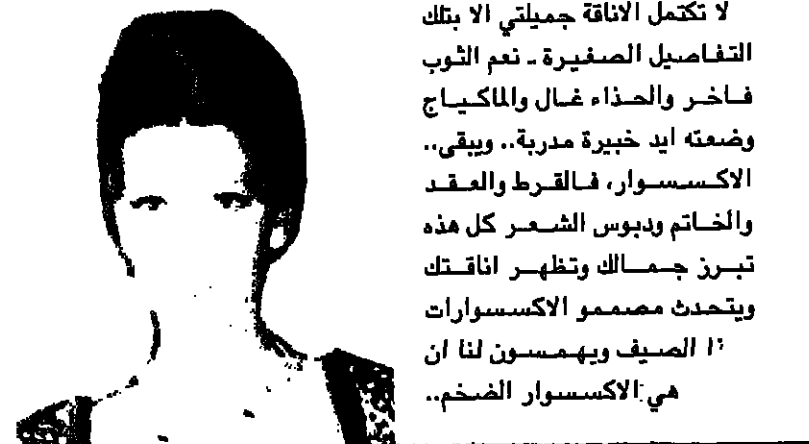 لا تكتمل الاناقة جميلتي الا بتلك
التفاصيل الصغيرة ـ نعم الثوب
فاخر والحذاء غال والماكياج
وضعته ايد خبيرة مدربة.. ويبقى..
الاكسسوار، فالقرط والعقد
والخاتم ودبوس الشعر كل هذه
تبرز جمالك وتظهر اناقتك
ويتحدث مصممو الاكسسوارات
الصيف ويهمسون لنا ان
هي الاكسسوار الضخم..